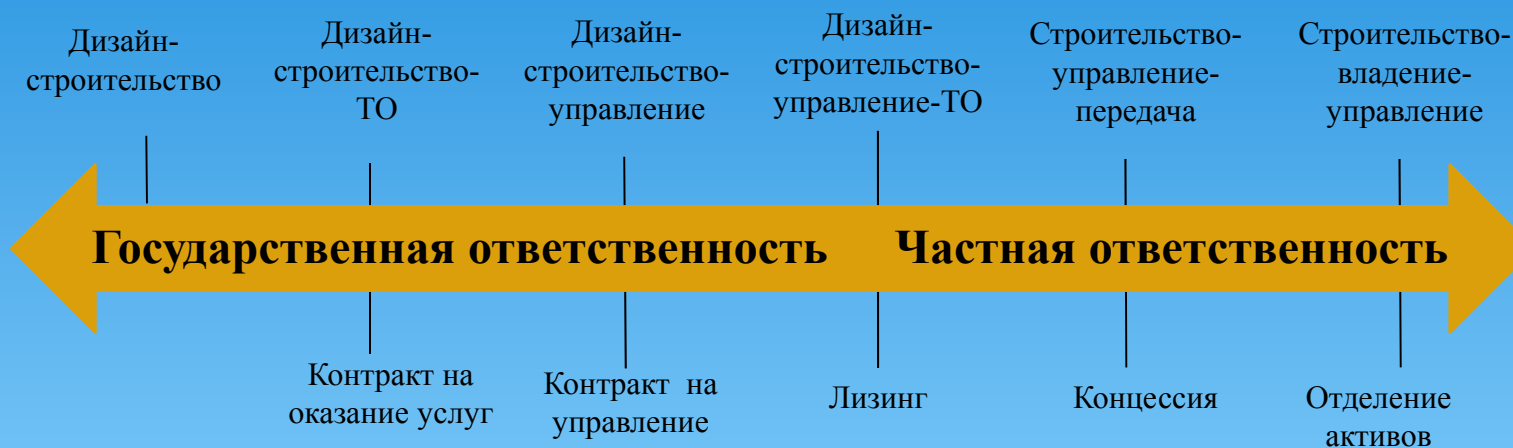 Дизайн-
строительство
Дизайн-
строительство-
ТО
Дизайн-
строительство-
управление
Дизайн-
строительство-
управление-ТО
Строительство-
управление-
передача
Строительство-
владение-
управление
Государственная ответственность Частная ответственность
Контракт на
оказание услуг
Контракт на
управление
Лизинг
Концессия
Отделение
активов